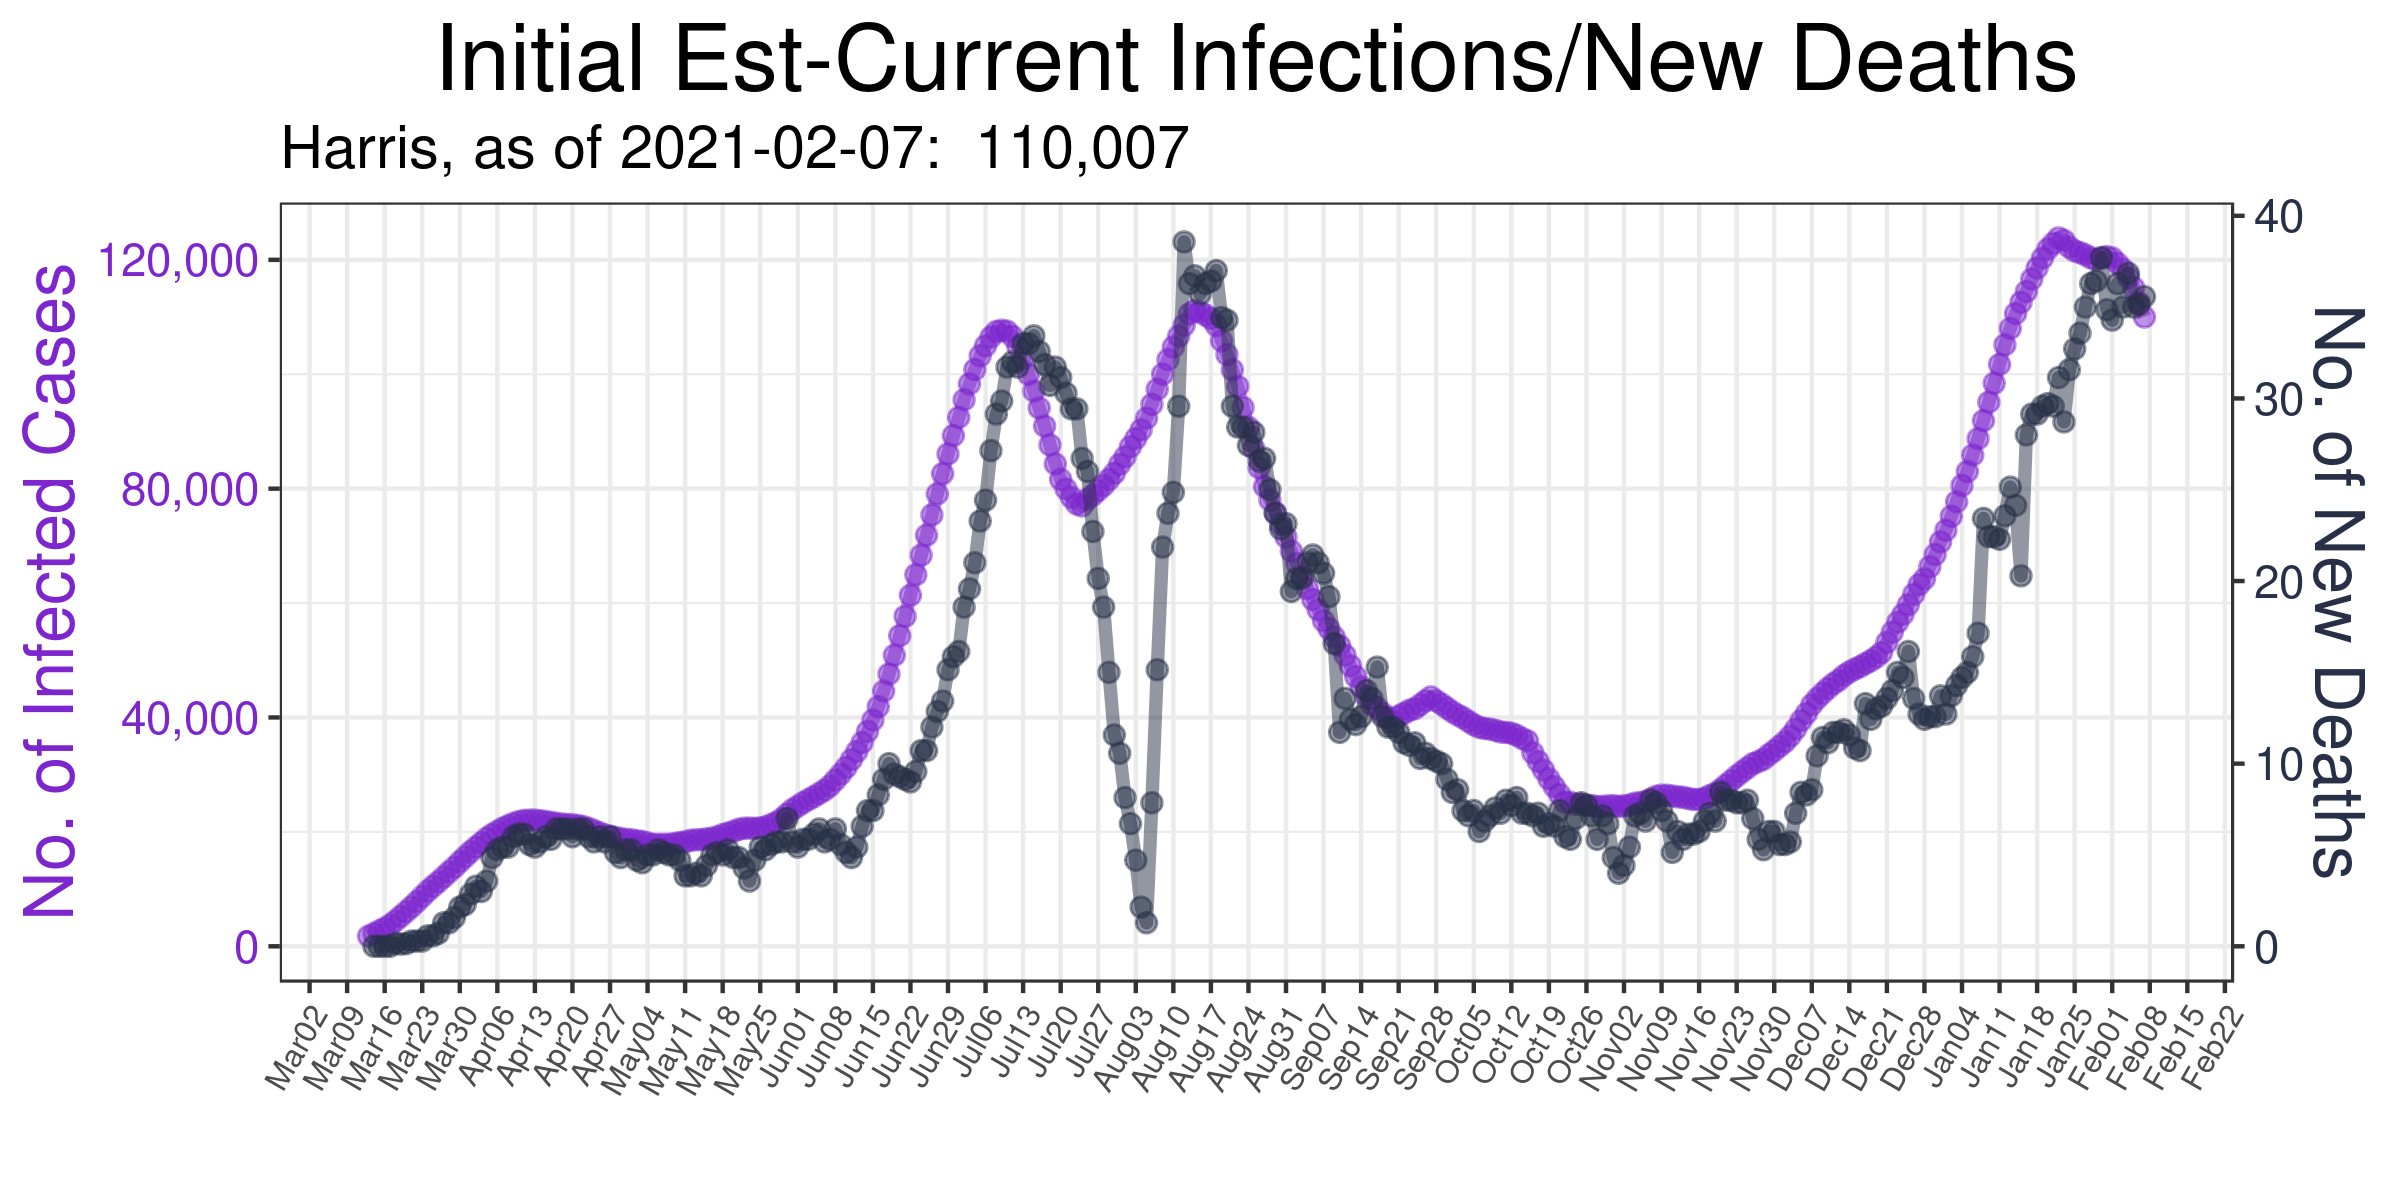 Initial Est-Current Infections/New Deaths
Harris, as of 2021-02-07:  110,007
No. of Infected Cases
120,000
80,000
40,000
0
40
30
20
10
0
No. of New Deaths
Mar02
Mar09
Mar16
Mar23
Mar30
Apr06
Apr13
Apr20
Apr27
May04
May11
May18
May25
Jun01
Jun08
Jun15
Jun22
Jun29
Jul06
Jul13
Jul20
Jul27
Aug03
Aug10
Aug17
Aug24
Aug31
Sep07
Sep14
Sep21
Sep28
Oct05
Oct12
Oct19
Oct26
Nov02
Nov09
Nov16
Nov23
Nov30
Dec07
Dec14
Dec21
Dec28
Jan04
Jan11
Jan18
Jan25
Feb01
Feb08
Feb15
Feb22